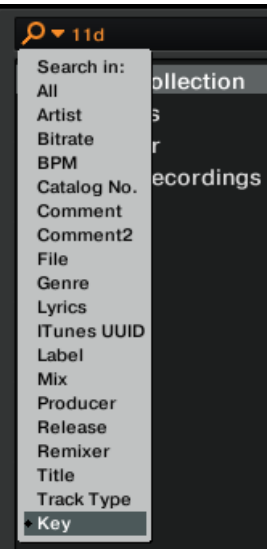 11d
Search in:
All
ollection
Artist
s
Bitrate
r
BPM
Catalog No.
ecordings
Comment
Comment2
File
Genre
Lyrics
ITunes UUID
Label
Mix
Producer
Release
Remixer
Title
Track Type
Key